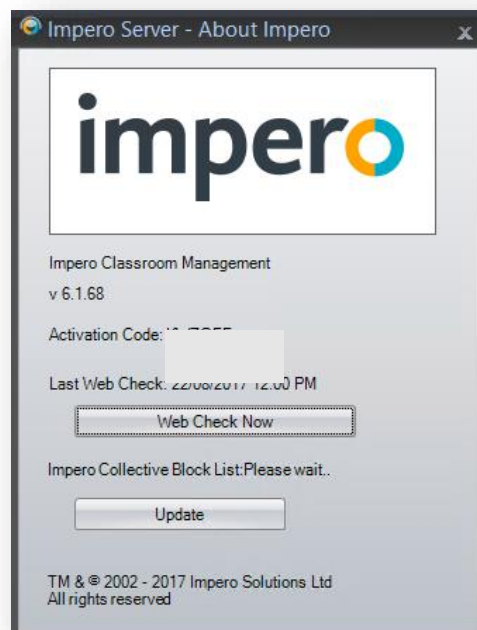 Impero Server - About Impero
x
impero
Impero Classroom Management
v 6.1.68
Activation Code:
Last Web Check: 22/08/2017 12:00 PM
Web Check Now
Impero Collective Block List:Please wait..
Update
TM & © 2002 - 2017 Impero Solutions Ltd
All rights reserved